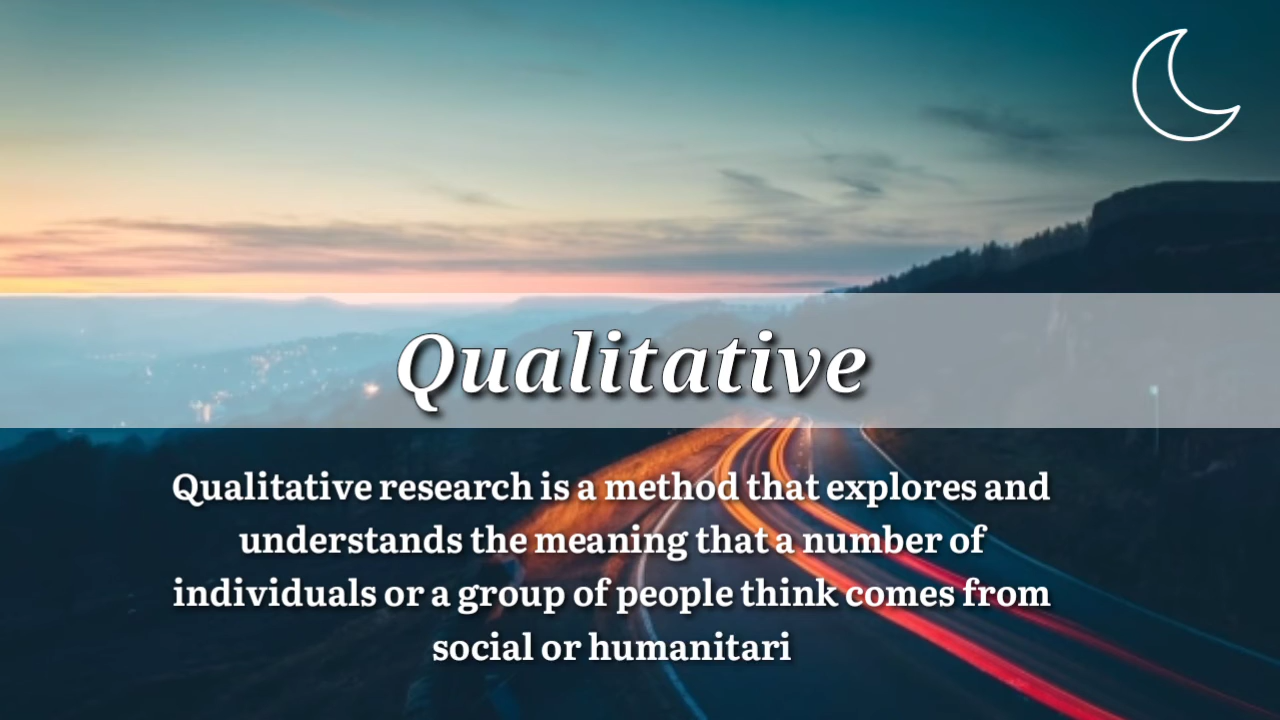 Qualitative
Qualitative research is a method that explores and
understands the meaning that a number of
individuals or a group of people think comes from
social or humanitari